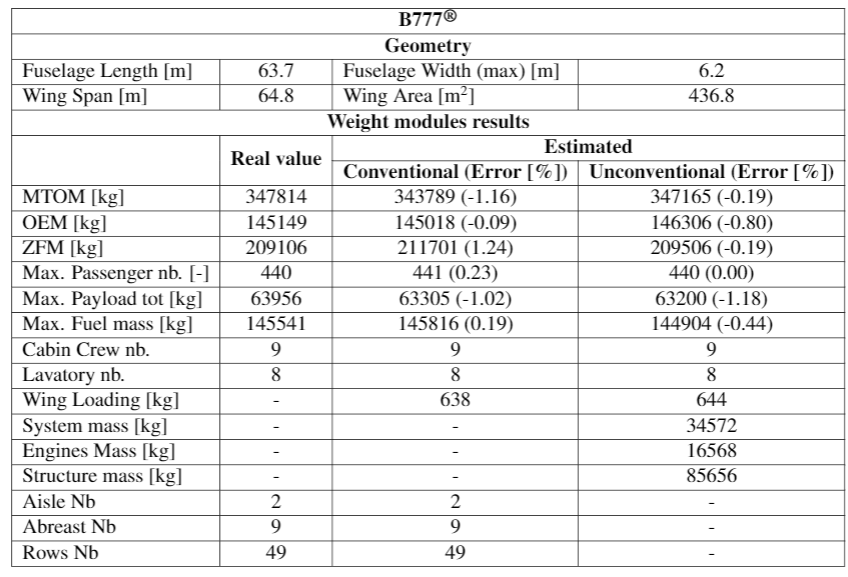 B777®
Geometry
Fuselage Length [m] 63.7 Fuselage Width (max) [m] 6.2
Wing Span [m] 64.8 Wing Area [m²] 436.8
Weight modules results
Real value Estimated
Conventional (Error [%]) Unconventional (Error [%])
MTOM [kg] 347814 343789 (-1.16) 347165 (-0.19)
OEM [kg] 145149 145018 (-0.09) 146306 (-0.80)
ZFM [kg] 209106 211701 (1.24) 209506 (-0.19)
Max. Passenger nb. [-] 440 441 (0.23) 440 (0.00)
Max. Payload tot [kg] 63956 63305 (-1.02) 63200 (-1.18)
Max. Fuel mass [kg] 145541 145816 (0.19) 144904 (-0.44)
Cabin Crew nb. 9 9 9
Lavatory nb. 8 8 8
Wing Loading [kg] - 638 644
System mass [kg] - - 34572
Engines Mass [kg] - - 16568
Structure mass [kg] - - 85656
Aisle Nb 2 2 -
Abreast Nb 9 9 -
Rows Nb 49 49 -